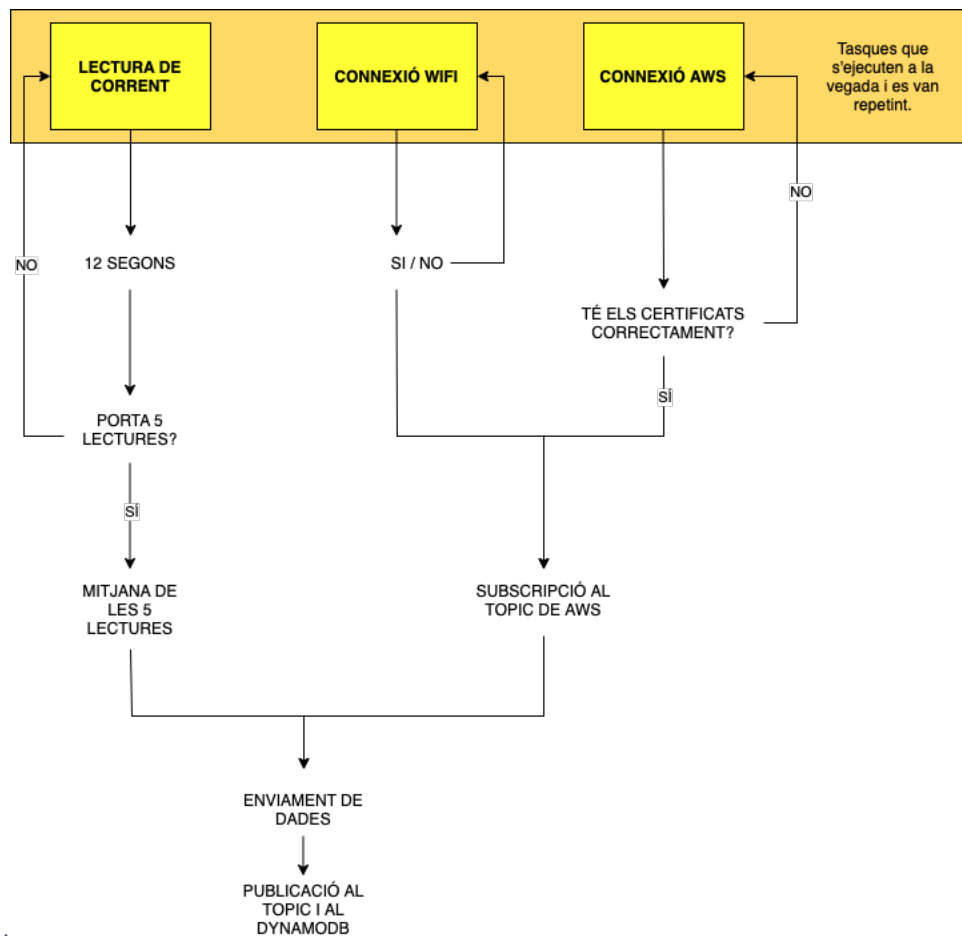 LECTURA DE
CORRENT
CONNEXIÓ WIFI
CONNEXIÓ AWS
Tasques que
s'ejecuten a la
vegada i es van
repetint.
NO
12 SEGONS
SI / NO
NO
TÉ ELS CERTIFICATS
CORRECTAMENT?
SÍ
PORTA 5
LECTURES?
SÍ
MITJANA DE
LES 5
LECTURES
SUBSCRIPCIÓ AL
TOPIC DE AWS
ENVIAMENT DE
DADES
PUBLICACIÓ AL
TOPIC I AL
DYNAMODB
.